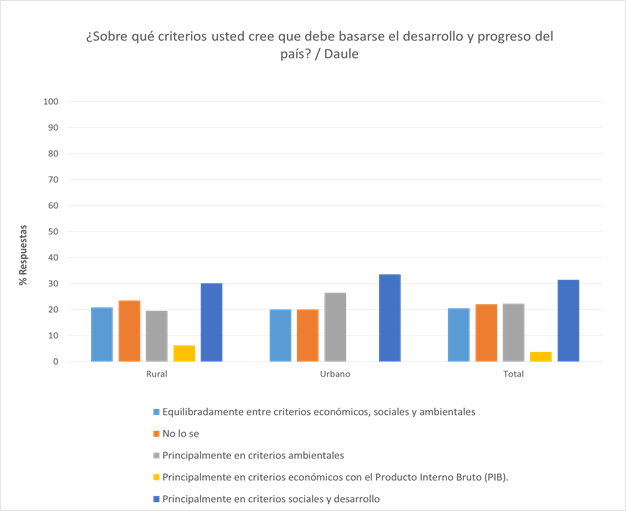 ¿Sobre qué criterios usted cree que debe basarse el desarrollo y progreso del
país? / Daule
100
90
80
70
60
50
40
30
20
10
0
% Respuestas
Rural
Urbano
Total
Equilibradamente entre criterios económicos, sociales y ambientales
No lo se
Principalmente en criterios ambientales
Principalmente en criterios económicos con el Producto Interno Bruto (PIB).
Principalmente en criterios sociales y desarrollo